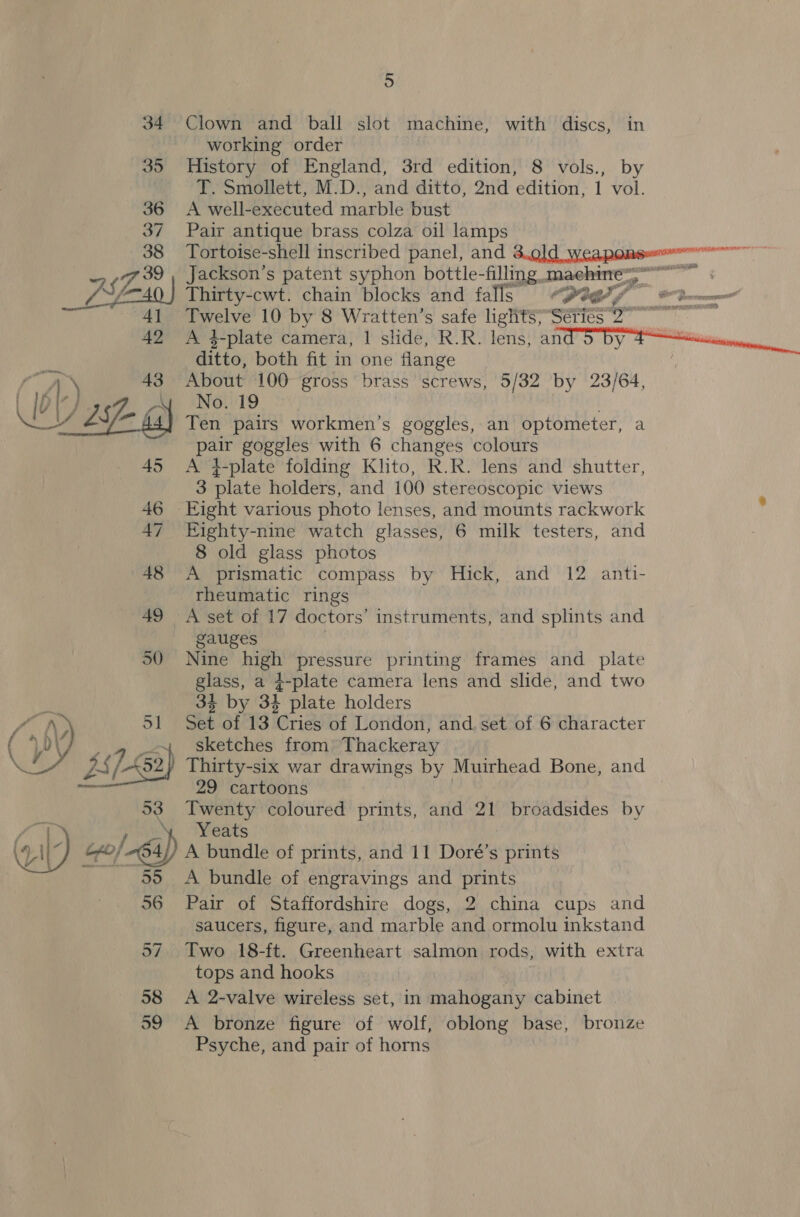 5
34 Clown and ball slot machine, with discs, in
working order
35 History of England, 3rd edition, 8 vols., by
T. Smollett, M.D., and ditto, 2nd edition, 1 vol.
36 A well-executed marble bust
37 Pair antique brass colza oil lamps
38 Tortoise-shell inscribed panel, and 3 old weapons
39 Jackson's patent syphon bottle-filling machine
40 Thirty-cwt. chain blocks and falls
41 Twelve 10 by 8 Wratten's safe lights, Series 2
42 A ½-plate camera, 1 slide, R.R. lens, and 5 by 4
ditto, both fit in one flange
43 About 100 gross brass screws, 5/32 by 23/64,
No. 19
44 Ten pairs workmen's goggles, an optometer, a
pair goggles with 6 changes colours
45 A ¼-plate folding Klito, R.R. lens and shutter,
3 plate holders, and 100 stereoscopic views
46 Eight various photo lenses, and mounts rackwork
47 Eighty-nine watch glasses, 6 milk testers, and
8 old glass photos
48 A prismatic compass by Hick, and 12 anti-
rheumatic rings
49 A set of 17 doctors' instruments, and splints and
gauges
50 Nine high pressure printing frames and plate
glass, a ¼-plate camera lens and slide, and two
3½ by 3½ plate holders
51 Set of 13 Cries of London, and set of 6 character
sketches from Thackeray
25/- 52 Thirty-six war drawings by Muirhead Bone, and
29 cartoons
53 Twenty coloured prints, and 21 broadsides by
Yeats
40/- 54 A bundle of prints, and 11 Doré's prints
55 A bundle of engravings and prints
56 Pair of Staffordshire dogs, 2 china cups and
saucers, figure, and marble and ormolu inkstand
57 Two 18-ft. Greenheart salmon rods, with extra
tops and hooks
58 A 2-valve wireless set, in mahogany cabinet
59 A bronze figure of wolf, oblong base, bronze
Psyche, and pair of horns